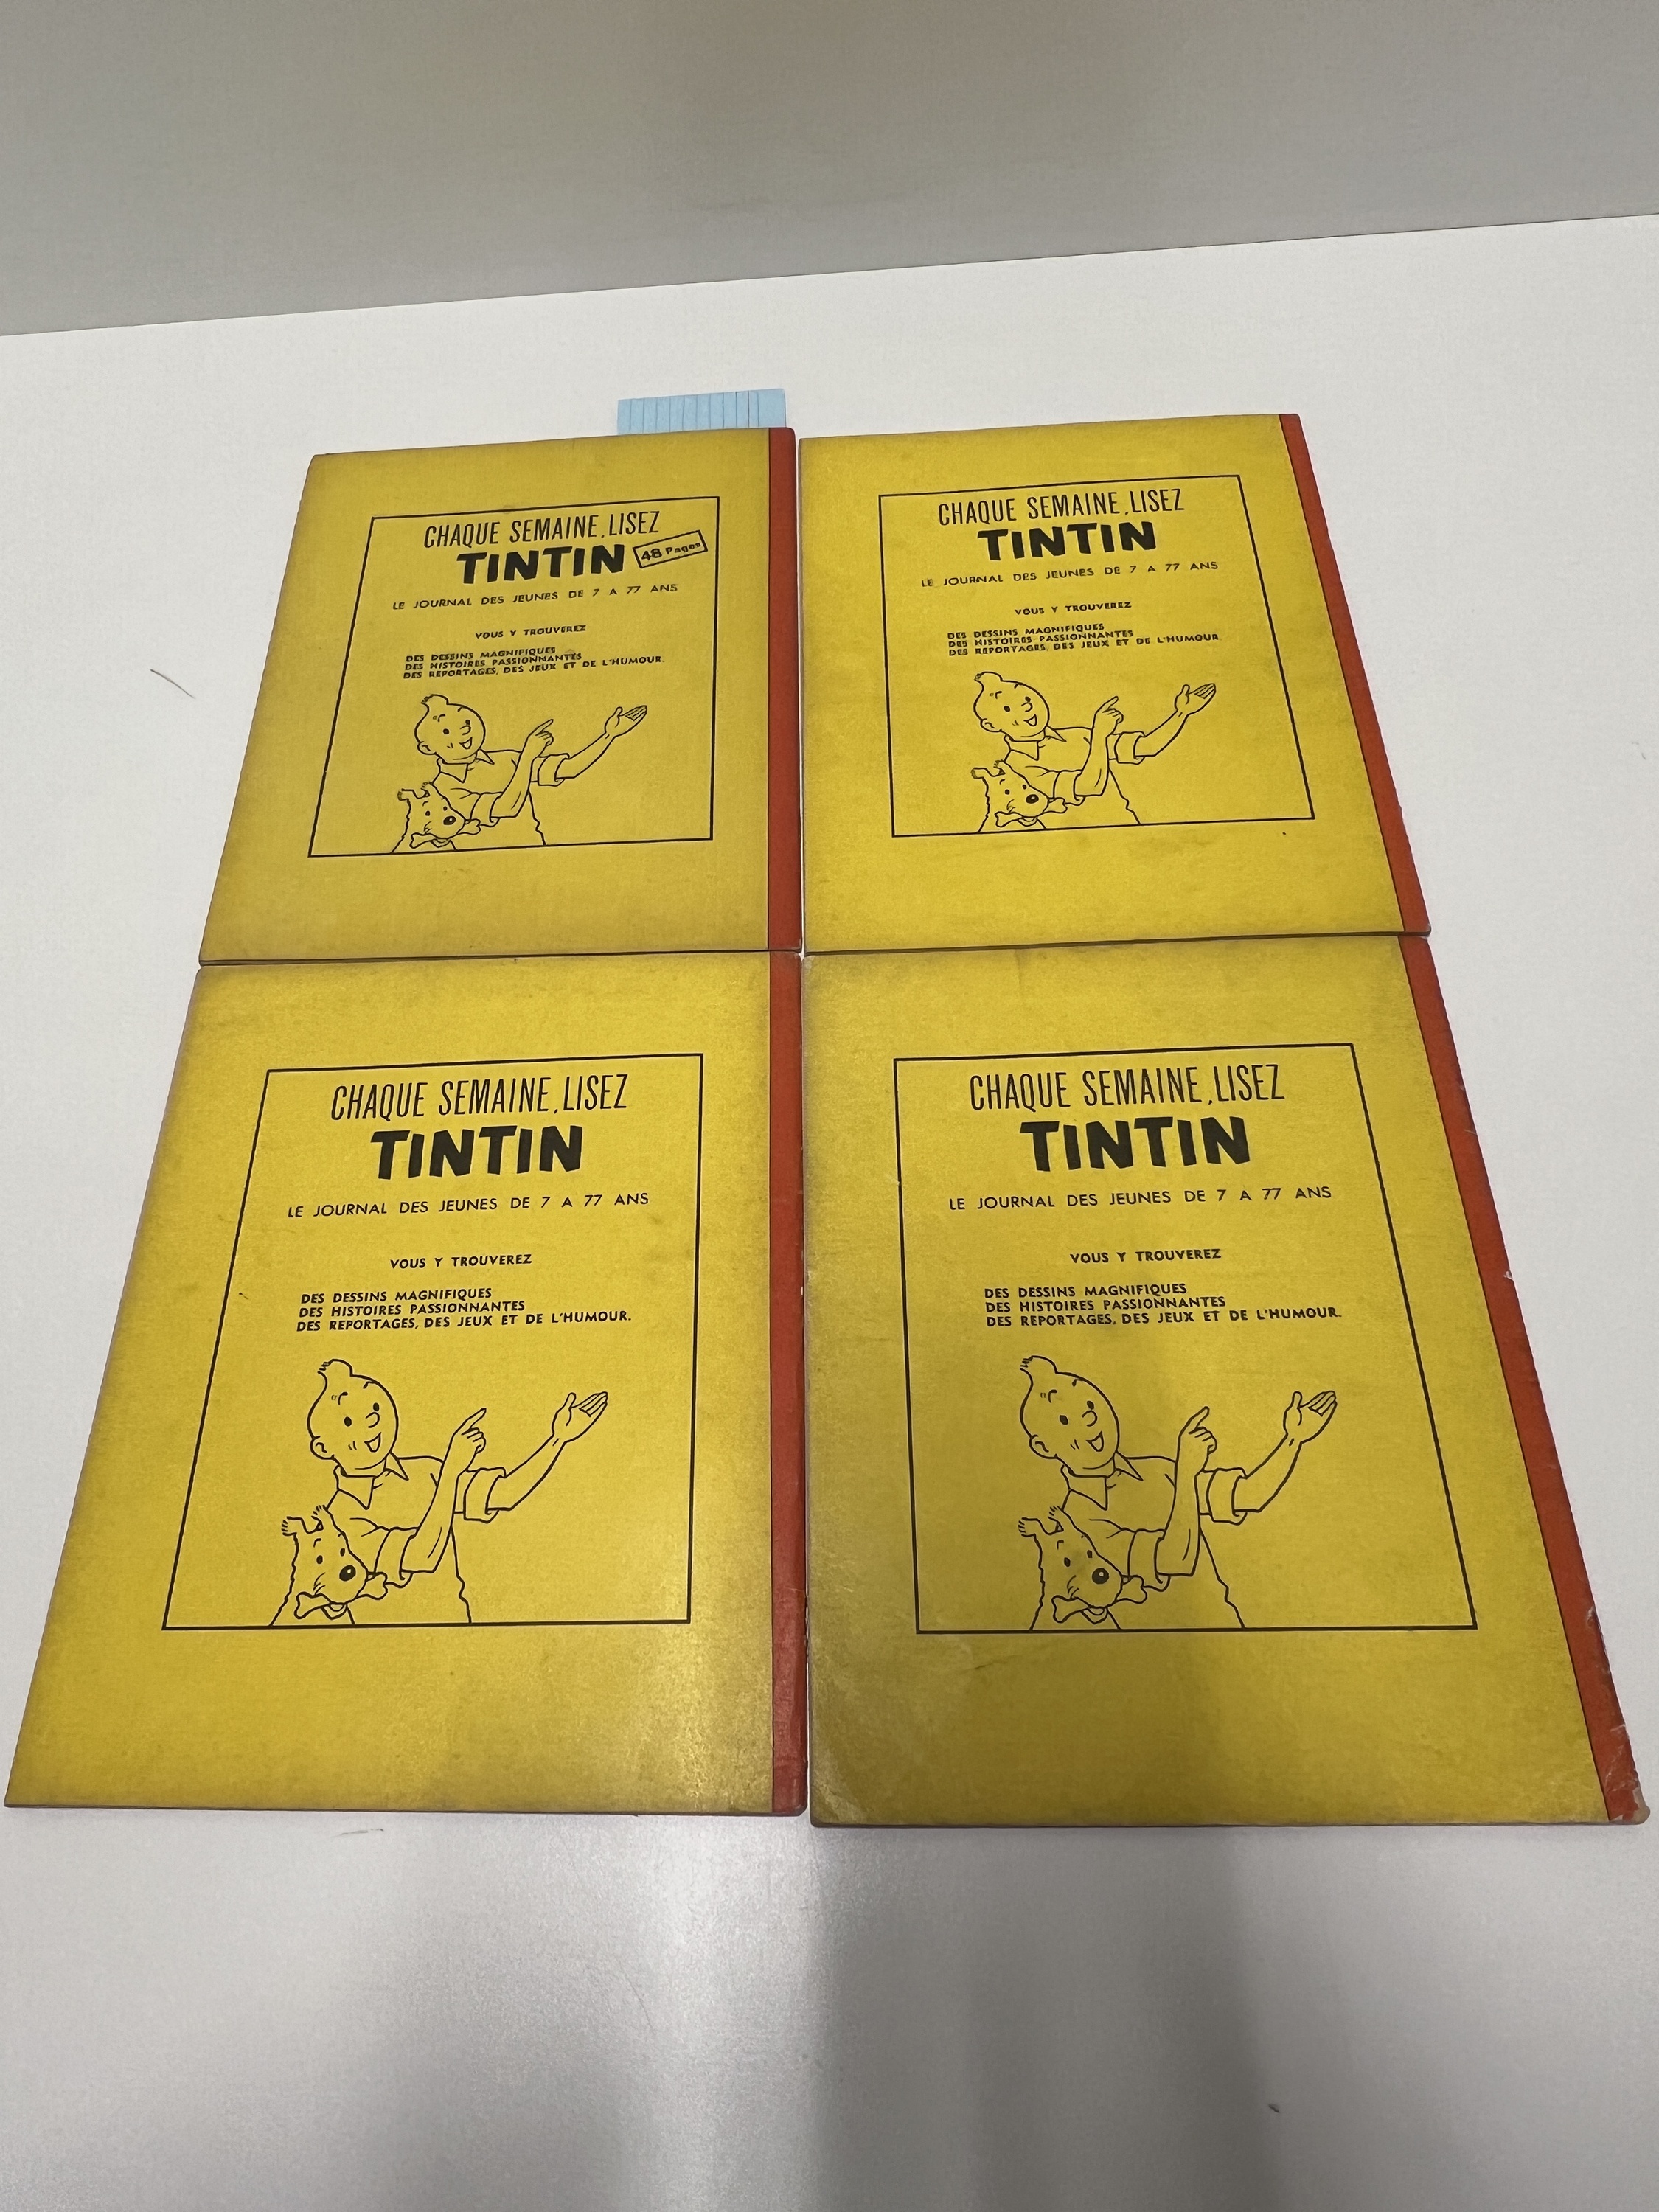 CHAQUE SEMAINE, LISEZ
TINTIN 48 Pages
LE JOURNAL DES JEUNES DE 7 A 77 ANS
VOUS Y TROUVEREZ
DES DESSINS MAGNIFIQUES
DES HISTOIRES PASSIONNANTES
DES REPORTAGES, DES JEUX ET DE L'HUMOUR.
CHAQUE SEMAINE, LISEZ
TINTIN
LE JOURNAL DES JEUNES DE 7 A 77 ANS
VOUS Y TROUVEREZ
DES DESSINS MAGNIFIQUES
DES HISTOIRES PASSIONNANTES
DES REPORTAGES, DES JEUX ET DE L'HUMOUR
CHAQUE SEMAINE, LISEZ
TINTIN
LE JOURNAL DES JEUNES DE 7 A 77 ANS
VOUS Y TROUVEREZ
DES DESSINS MAGNIFIQUES
DES HISTOIRES PASSIONNANTES
DES REPORTAGES, DES JEUX ET DE L'HUMOUR.
CHAQUE SEMAINE, LISEZ
TINTIN
LE JOURNAL DES JEUNES DE 7 A 77 ANS
VOUS Y TROUVEREZ
DES DESSINS MAGNIFIQUES
DES HISTOIRES PASSIONNANTES
DES REPORTAGES, DES JEUX ET DE L'HUMOUR.